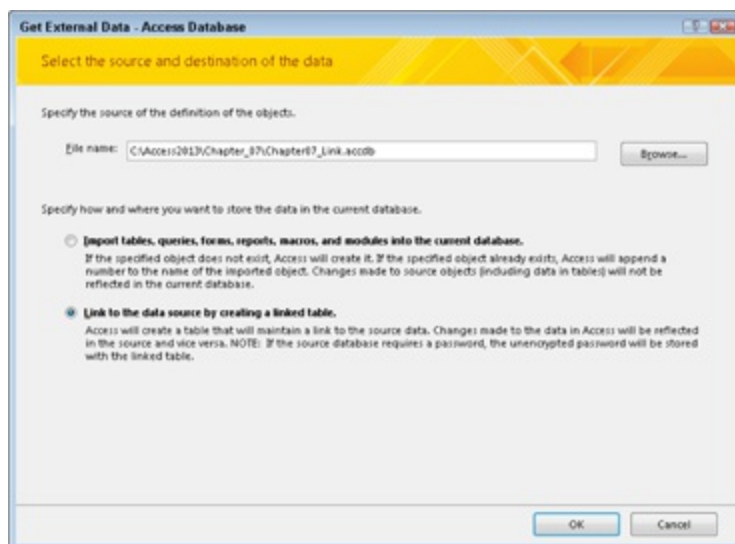 Get External Data - Access Database
Select the source and destination of the data
Specify the source of the definition of the objects.
File name: C:\Access2013\Chapter_07\Chapter07_Link.accdb Browse...
Specify how and where you want to store the data in the current database.
Import tables, queries, forms, reports, macros, and modules into the current database.
If the specified object does not exist, Access will create it. If the specified object already exists, Access will append a
number to the name of the imported object. Changes made to source objects (including data in tables) will not be
reflected in the current database.
Link to the data source by creating a linked table.
Access will create a table that will maintain a link to the source data. Changes made to the data in Access will be reflected
in the source and vice versa. NOTE: If the source database requires a password, the unencrypted password will be stored
with the linked table.
OK Cancel